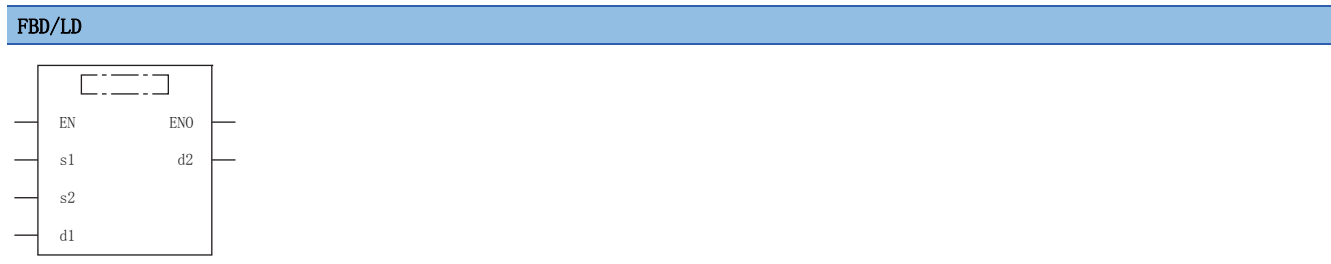 FBD/LD
EN ENO
s1 d2
s2
d1